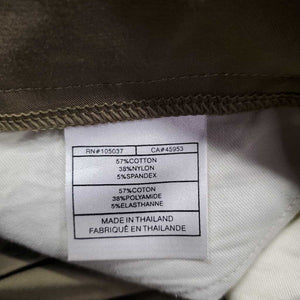 RN#105037 CA#45953
57%COTTON
38%NYLON
5%SPANDEX
57%COTON
38%POLYAMIDE
5%ELASTHANNE
MADE IN THAILAND
FABRIQUÉ EN THAILANDE